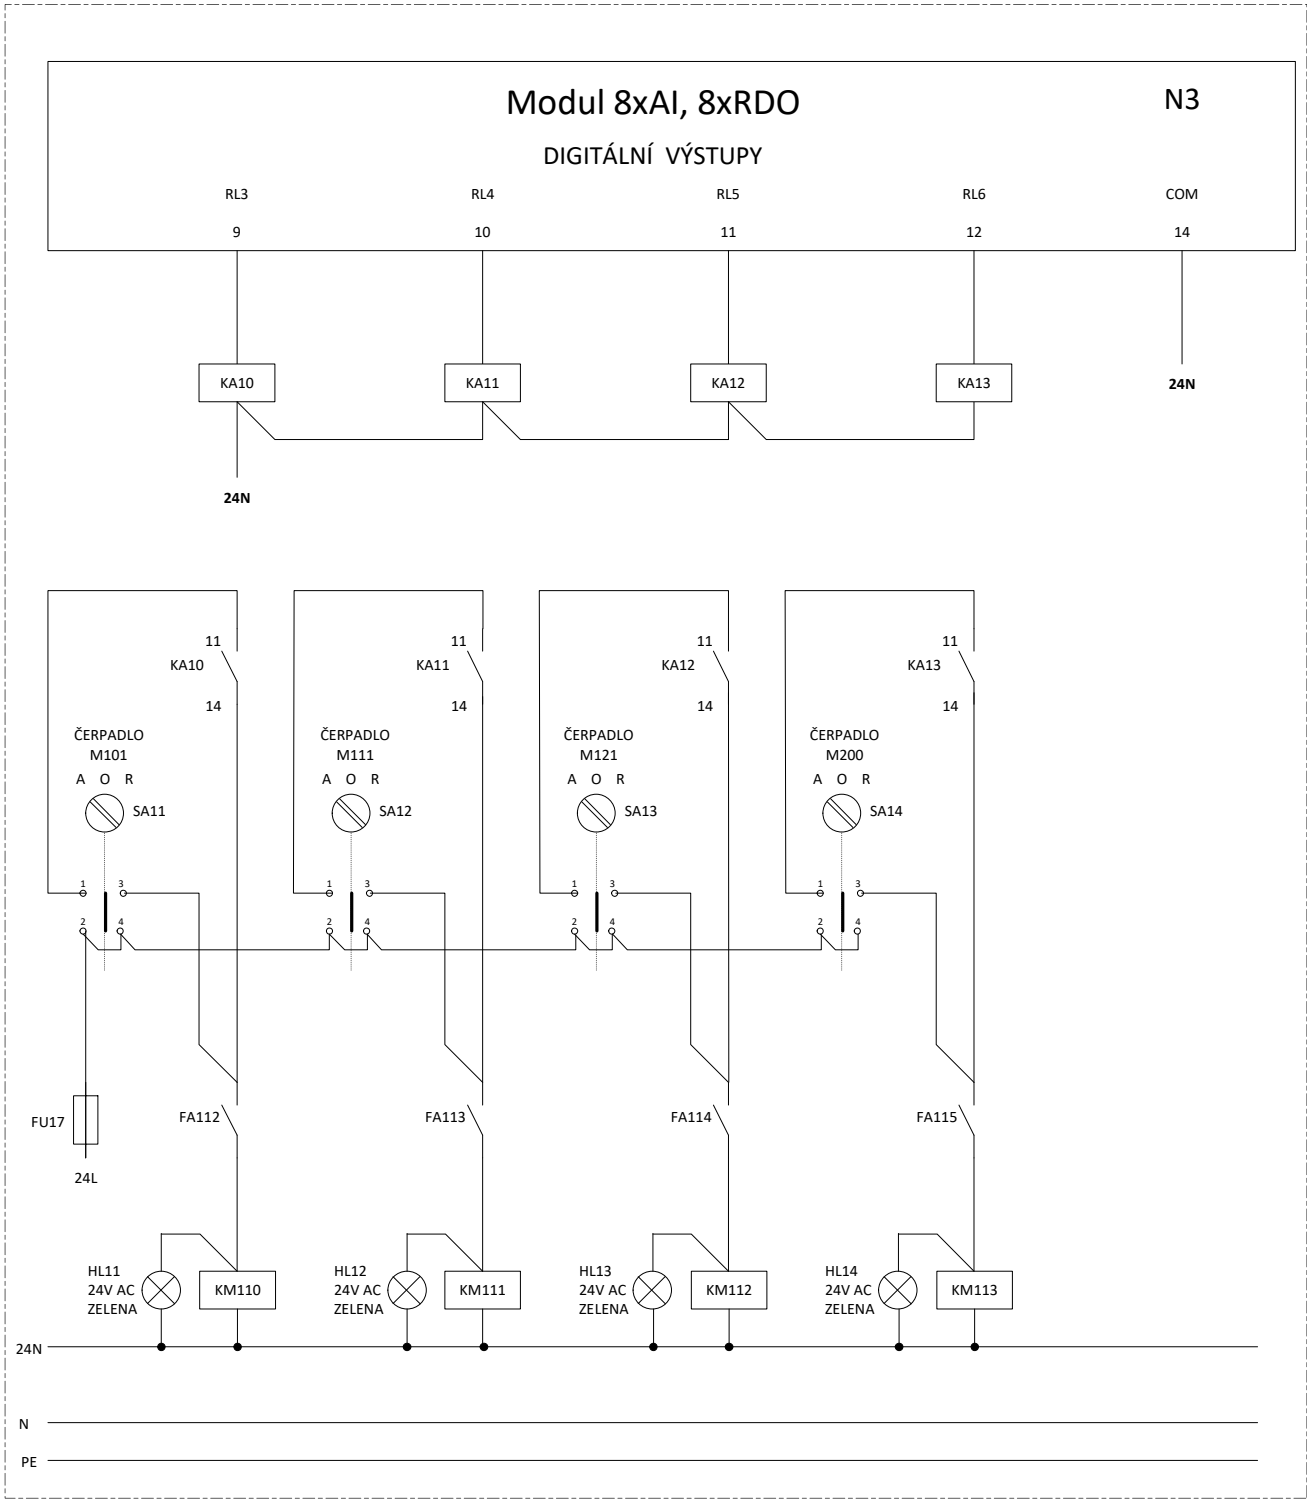 Modul 8xAI, 8xRDO
N3
DIGITÁLNÍ VÝSTUPY
RL3 RL4 RL5 RL6 COM
9 10 11 12 14
KA10 KA11 KA12 KA13
24N
24N
11 11 11 11
KA10 KA11 KA12 KA13
14 14 14 14
ČERPADLO ČERPADLO ČERPADLO ČERPADLO
M101 M111 M121 M200
A O R A O R A O R A O R
SA11 SA12 SA13 SA14
1 3 1 3 1 3 1 3
2 4 2 4 2 4 2 4
FU17 FA112 FA113 FA114 FA115
24L
HL11 HL12 HL13 HL14
24V AC KM110 24V AC KM111 24V AC KM112 24V AC KM113
ZELENA ZELENA ZELENA ZELENA
24N
N
PE